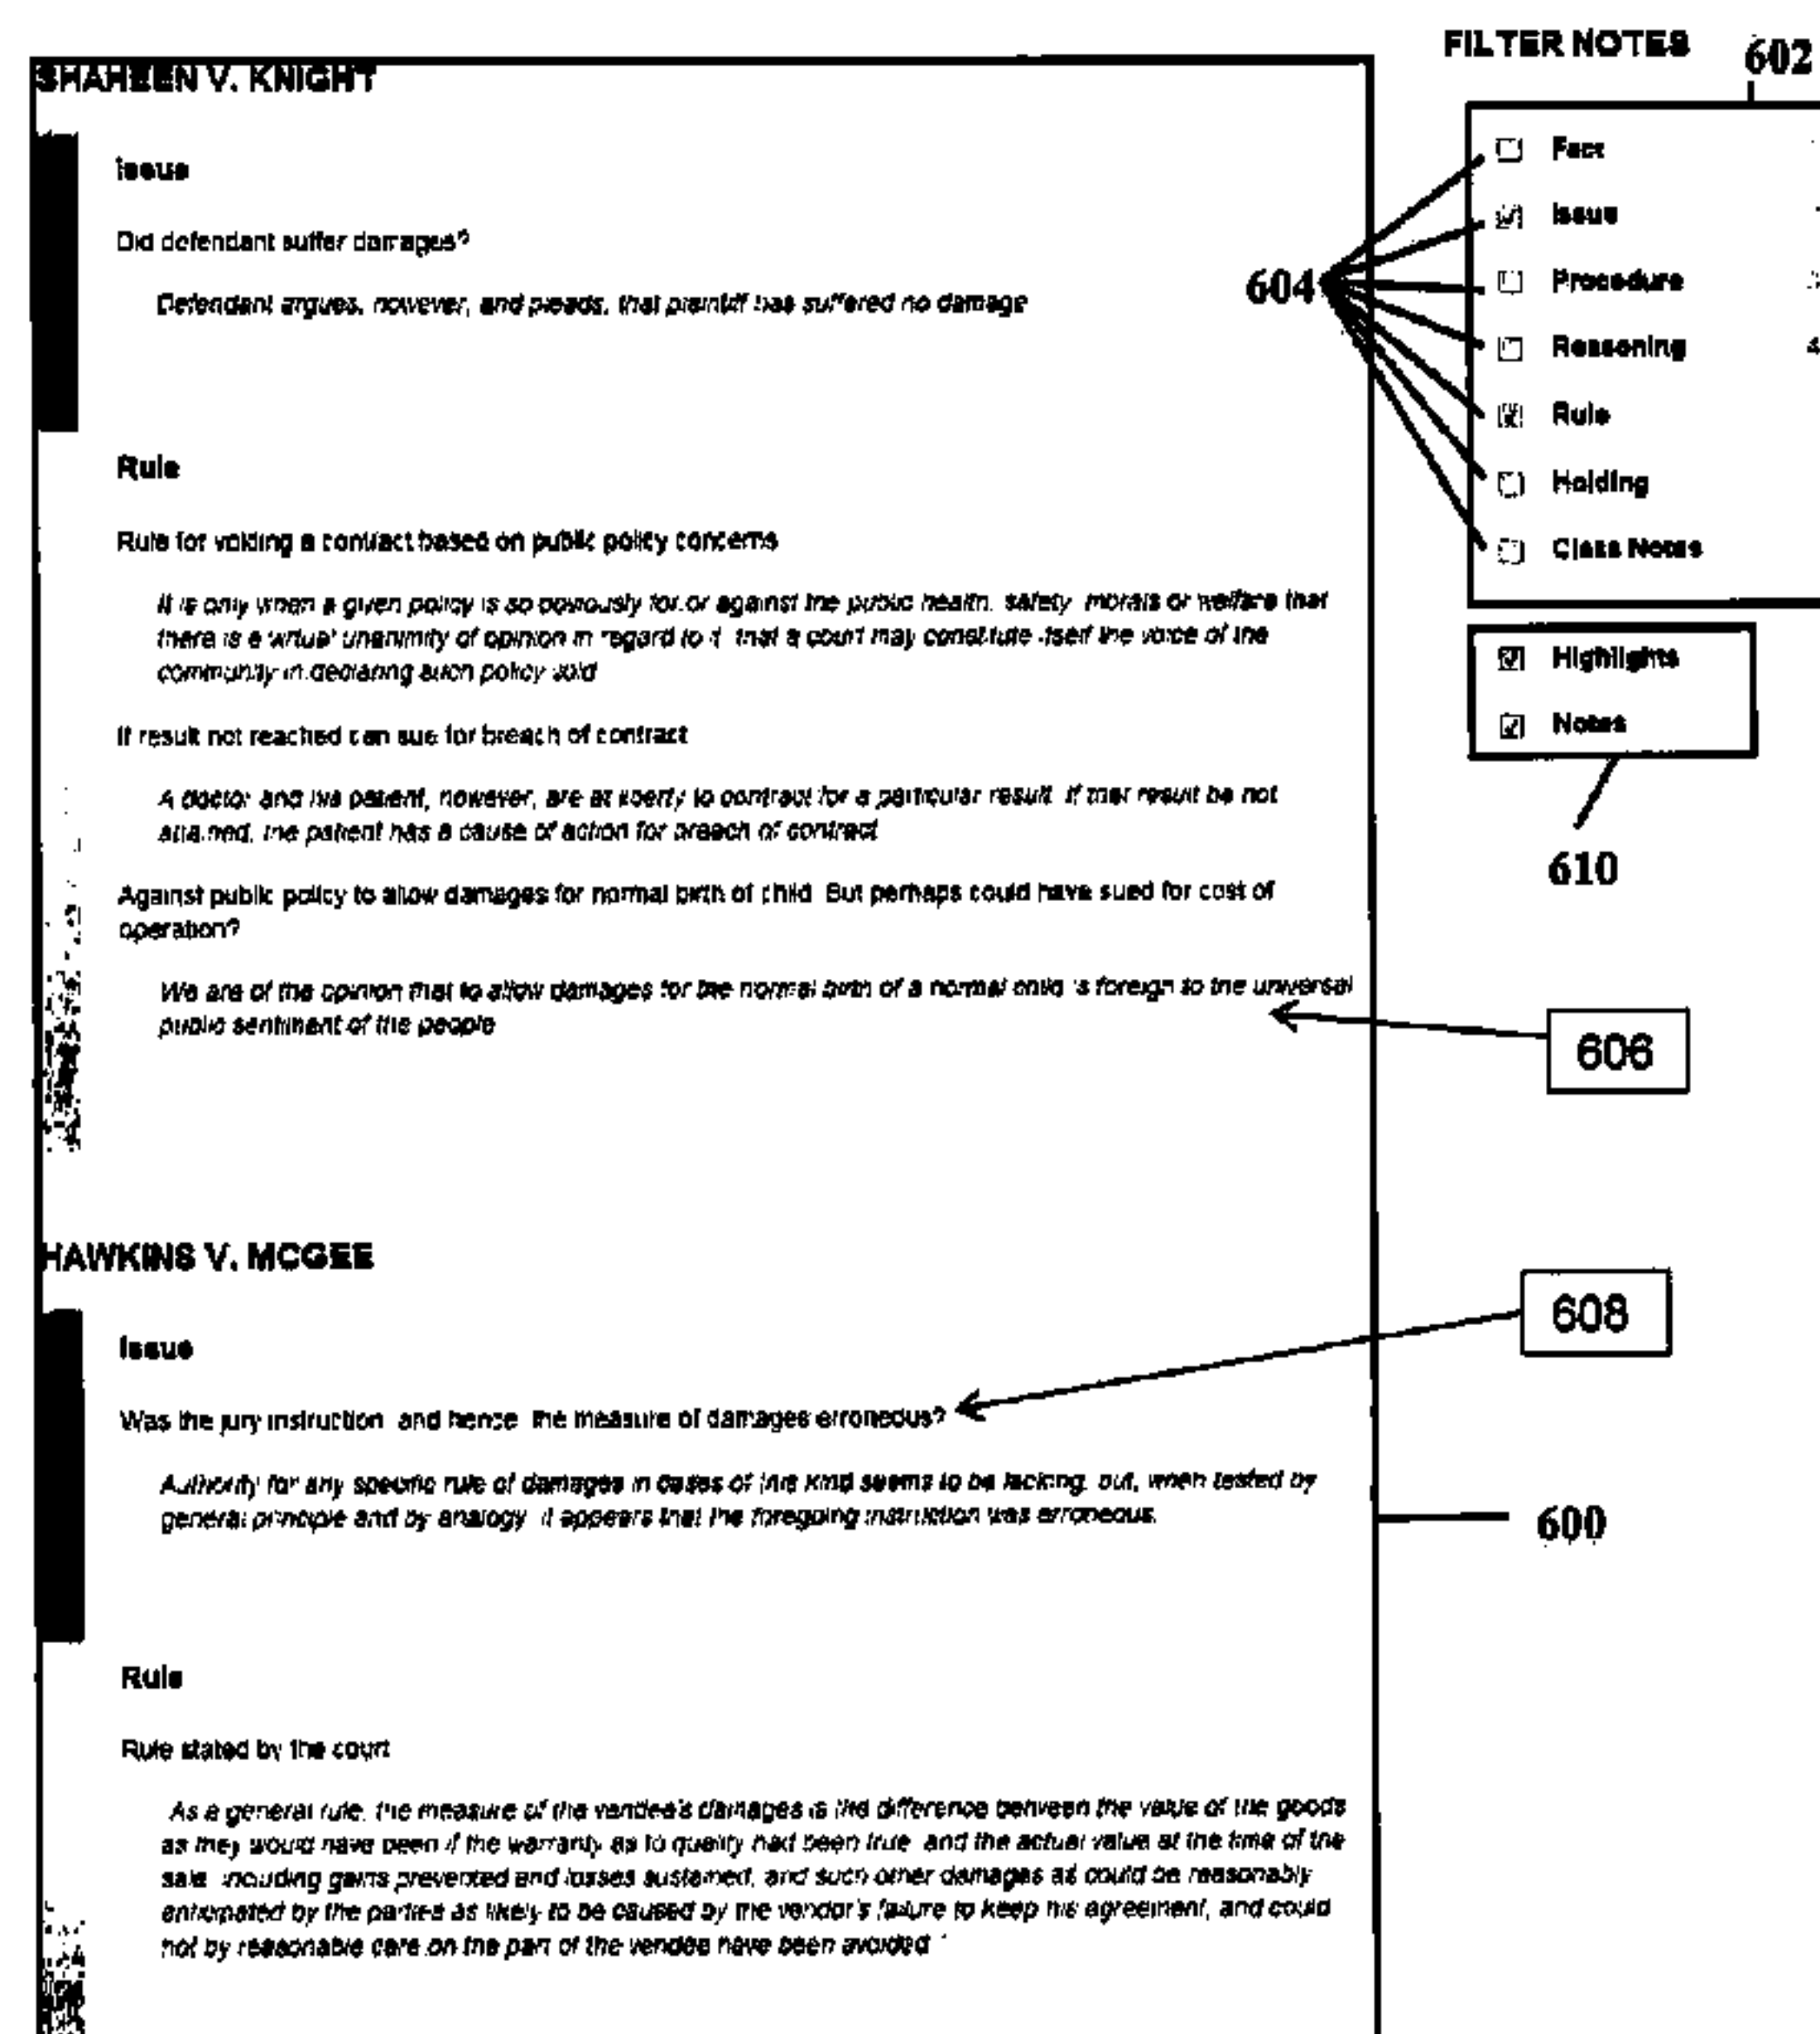 SHAHEEN V. KNIGHT
Issue
Did defendant suffer damages?
Defendant argues, however, and pleads, that plaintiff has suffered no damage
Rule
Rule for voiding a contract based on public policy concerns
It is only when a given policy is so obviously for or against the public health, safety, morals or welfare that
there is a virtual unanimity of opinion in regard to it that a court may constitute itself the voice of the
community in declaring such policy void
If result not reached can sue for breach of contract
A doctor and his patient, however, are at liberty to contract for a particular result If that result be not
attained, the patient has a cause of action for breach of contract
Against public policy to allow damages for normal birth of child But perhaps could have sued for cost of
operation?
We are of the opinion that to allow damages for the normal birth of a normal child is foreign to the universal
public sentiment of the people
HAWKINS V. MCGEE
Issue
Was the jury instruction and hence the measure of damages erroneous?
Authority for any specific rule of damages in cases of this kind seems to be lacking, but, when tested by
general principle and by analogy it appears that the foregoing instruction was erroneous.
Rule
Rule stated by the court
As a general rule, the measure of the vendee's damages is the difference between the value of the goods
as they would have been if the warranty as to quality had been true and the actual value at the time of the
sale including gains prevented and losses sustained, and such other damages as could be reasonably
anticipated by the parties as likely to be caused by the vendor's failure to keep his agreement, and could
not by reasonable care on the part of the vendee have been avoided
FILTER NOTES
602
Fact
Issue
Procedure
Reasoning 4
Rule
Holding
Class Notes
604
Highlights
Notes
610
606
608
600